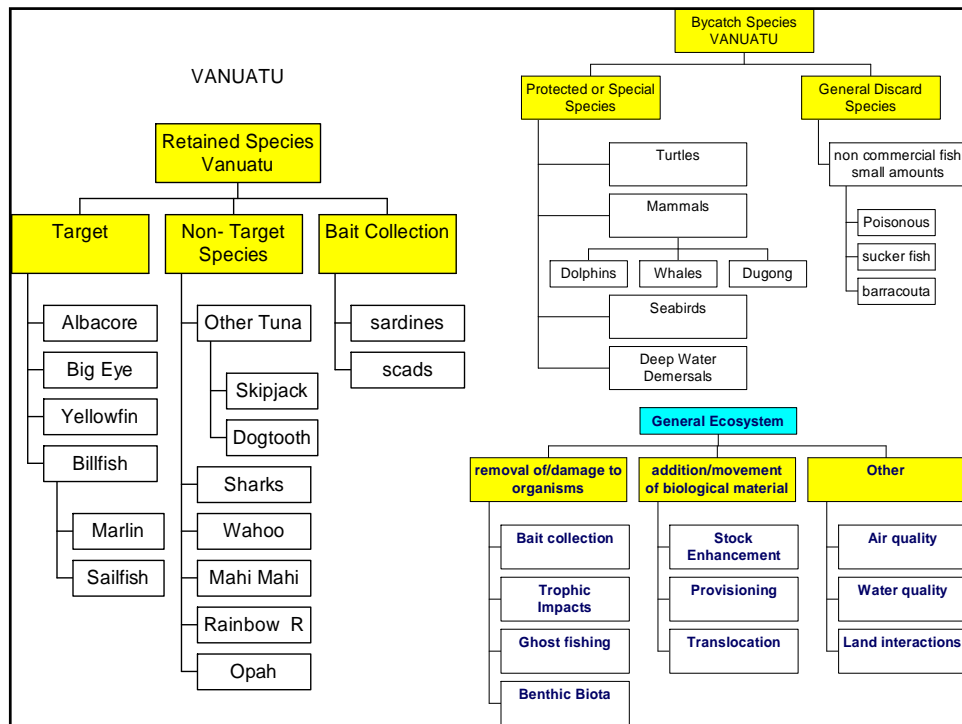 VANUATU
Retained Species
Vanuatu
Target
Non- Target
Species
Bait Collection
Albacore
Big Eye
Yellowfin
Billfish
Marlin
Sailfish
Other Tuna
Skipjack
Dogtooth
Sharks
Wahoo
Mahi Mahi
Rainbow R
Opah
sardines
scads
Bycatch Species
VANUATU
Protected or Special
Species
General Discard
Species
Turtles
Mammals
Dolphins
Whales
Dugong
Seabirds
Deep Water
Demersals
non commercial fish
small amounts
Poisonous
sucker fish
barracouta
General Ecosystem
removal of/damage to
organisms
addition/movement
of biological material
Other
Bait collection
Trophic
Impacts
Ghost fishing
Benthic Biota
Stock
Enhancement
Provisioning
Translocation
Air quality
Water quality
Land interactions